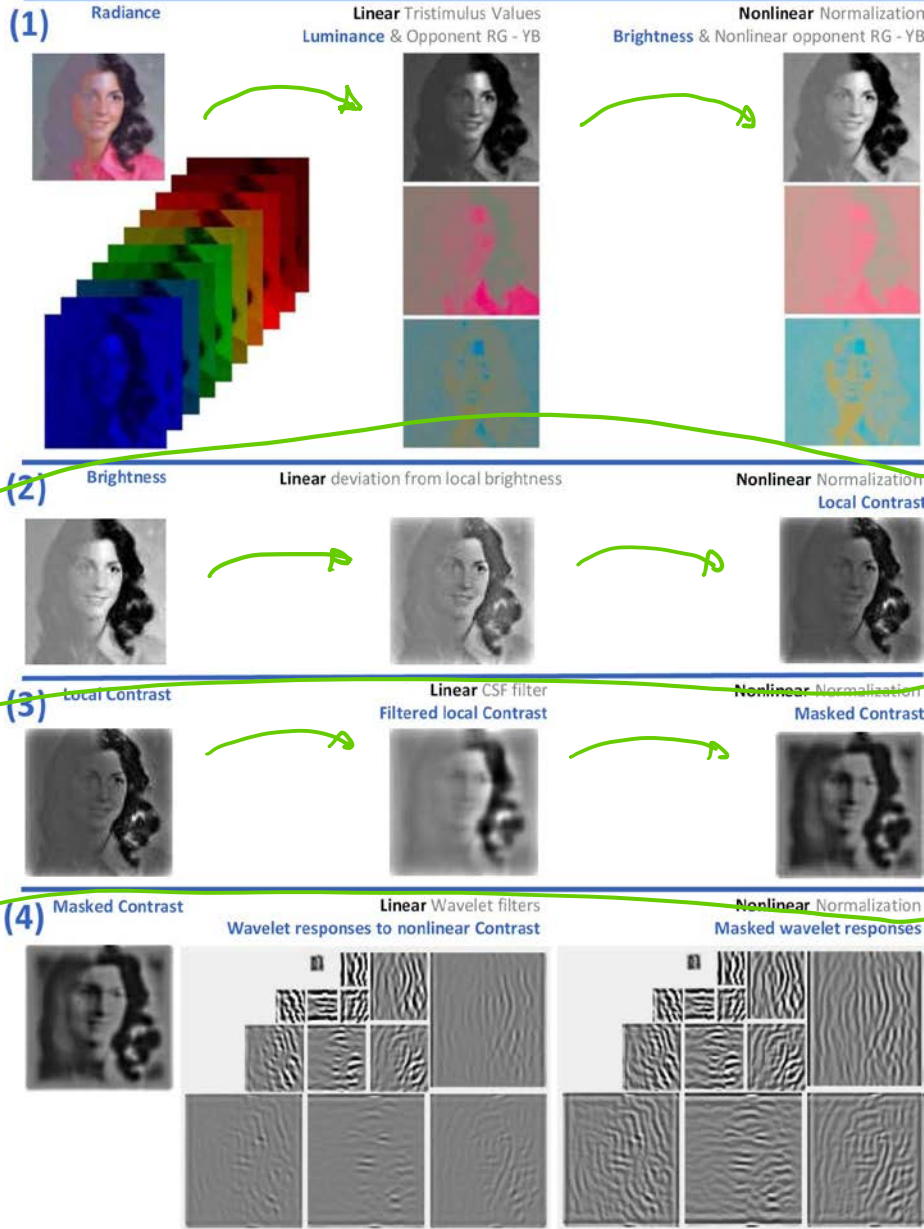 (1)
Radiance
Linear Tristimulus Values
Luminance & Opponent RG - YB
Nonlinear Normalization
Brightness & Nonlinear opponent RG - YB
(2)
Brightness
Linear deviation from local brightness
Nonlinear Normalization
Local Contrast
(3)
Local Contrast
Linear CSF filter
Filtered local Contrast
Nonlinear Normalization
Masked Contrast
(4)
Masked Contrast
Linear Wavelet filters
Wavelet responses to nonlinear Contrast
Nonlinear Normalization
Masked wavelet responses